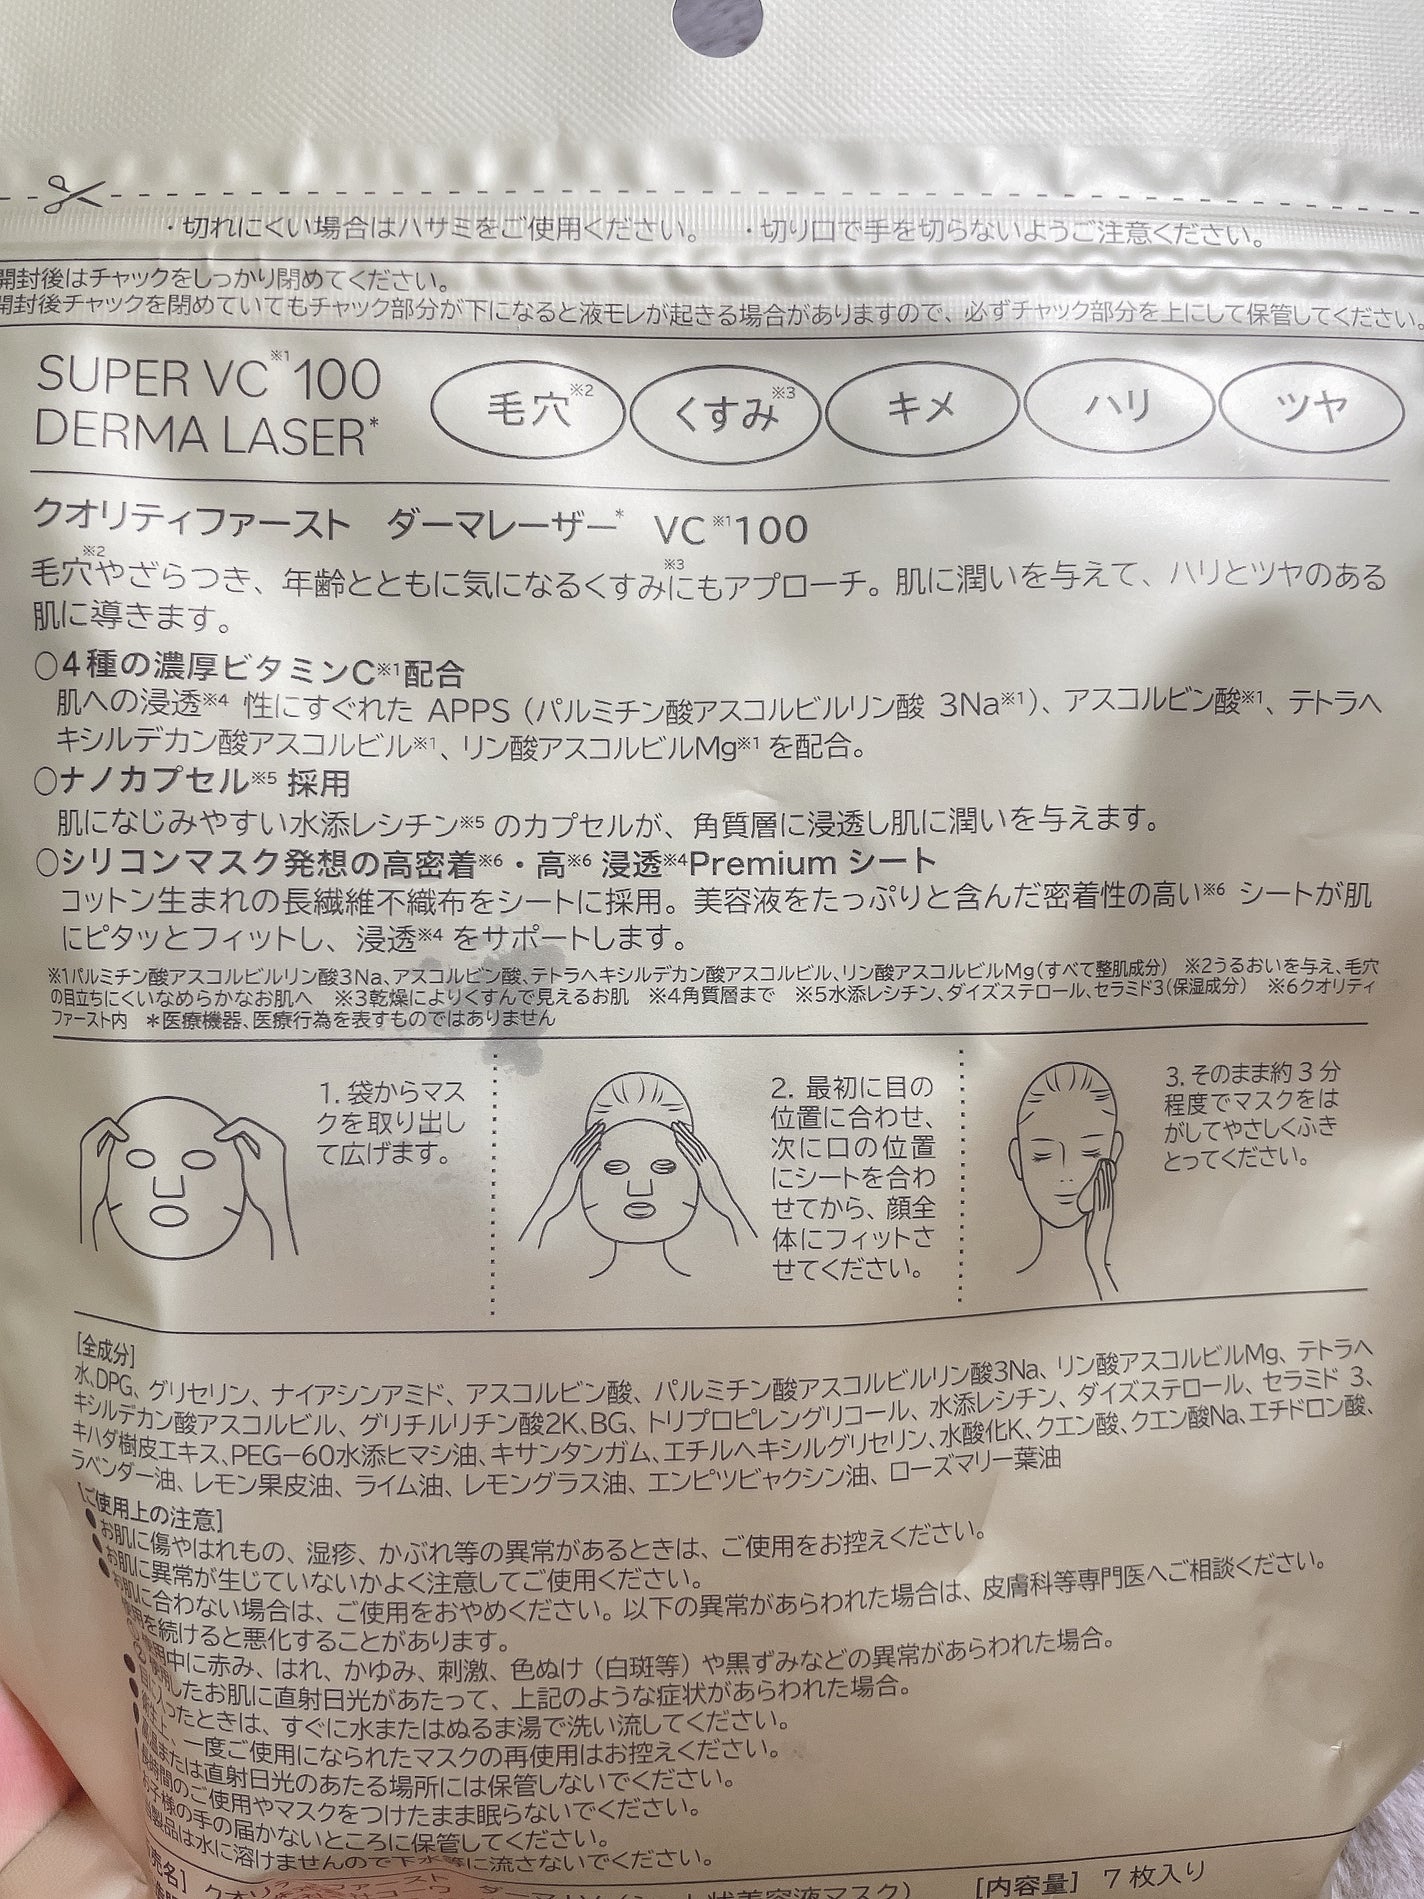 ・切れにくい場合はハサミをご使用ください。 ・切り口で手を切らないようご注意ください。
開封後はチャックをしっかり閉めてください。
開封後チャックを閉めていてもチャック部分が下になると液モレが起きる場合がありますので、必ずチャック部分を上にして保管してください。
SUPER VC※1 100
DERMA LASER*
毛穴※2 くすみ※3 キメ ハリ ツヤ
クオリティファースト ダーマレーザー* VC※1100
毛穴※2やざらつき、年齢とともに気になるくすみ※3にもアプローチ。肌に潤いを与えて、ハリとツヤのある
肌に導きます。
○4種の濃厚ビタミンC※1配合
肌への浸透※4 性にすぐれた APPS（パルミチン酸アスコルビルリン酸 3Na※1）、アスコルビン酸※1、テトラヘ
キシルデカン酸アスコルビル※1、リン酸アスコルビルMg※1 を配合。
○ナノカプセル※5 採用
肌になじみやすい水添レシチン※5 のカプセルが、角質層に浸透し肌に潤いを与えます。
○シリコンマスク発想の高密着※6・高※6 浸透※4Premium シート
コットン生まれの長繊維不織布をシートに採用。美容液をたっぷりと含んだ密着性の高い※6 シートが肌
にピタッとフィットし、浸透※4 をサポートします。
※1パルミチン酸アスコルビルリン酸3Na、アスコルビン酸、テトラヘキシルデカン酸アスコルビル、リン酸アスコルビルMg(すべて整肌成分) ※2うるおいを与え、毛穴
の目立ちにくいなめらかなお肌へ ※3乾燥によりくすんで見えるお肌 ※4角質層まで ※5水添レシチン、ダイズステロール、セラミド3(保湿成分) ※6クオリティ
ファースト内 ＊医療機器、医療行為を表すものではありません
1. 袋からマス
クを取り出し
て広げます。
2. 最初に目の
位置に合わせ、
次に口の位置
にシートを合わ
せてから、顔全
体にフィットさ
せてください。
3. そのまま約3分
程度でマスクをは
がしてやさしくふき
とってください。
[全成分]
水、DPG、グリセリン、ナイアシンアミド、アスコルビン酸、パルミチン酸アスコルビルリン酸3Na、リン酸アスコルビルMg、テトラヘ
キシルデカン酸アスコルビル、グリチルリチン酸2K、BG、トリプロピレングリコール、水添レシチン、ダイズステロール、セラミド 3、
キハダ樹皮エキス、PEG-60水添ヒマシ油、キサンタンガム、エチルヘキシルグリセリン、水酸化K、クエン酸、クエン酸Na、エチドロン酸、
ラベンダー油、レモン果皮油、ライム油、レモングラス油、エンピツビャクシン油、ローズマリー葉油
[ご使用上の注意]
●お肌に傷やはれもの、湿疹、かぶれ等の異常があるときは、ご使用をお控えください。
●お肌に異常が生じていないかよく注意してご使用ください。
●お肌に合わない場合は、ご使用をおやめください。以下の異常があらわれた場合は、皮膚科等専門医へご相談ください。
使用を続けると悪化することがあります。
使用中に赤み、はれ、かゆみ、刺激、色ぬけ（白斑等）や黒ずみなどの異常があらわれた場合。
使用したお肌に直射日光があたって、上記のような症状があらわれた場合。
●目に入ったときは、すぐに水またはぬるま湯で洗い流してください。
●衛生上、一度ご使用になられたマスクの再使用はお控えください。
高温または直射日光のあたる場所には保管しないでください。
長時間のご使用やマスクをつけたまま眠らないでください。
お子様の手の届かないところに保管してください。
当製品は水に溶けませんので下水等に流さないでください。
売名] クオリティファースト ダーマレーザー (シート状美容液マスク) [内容量] 7枚入り